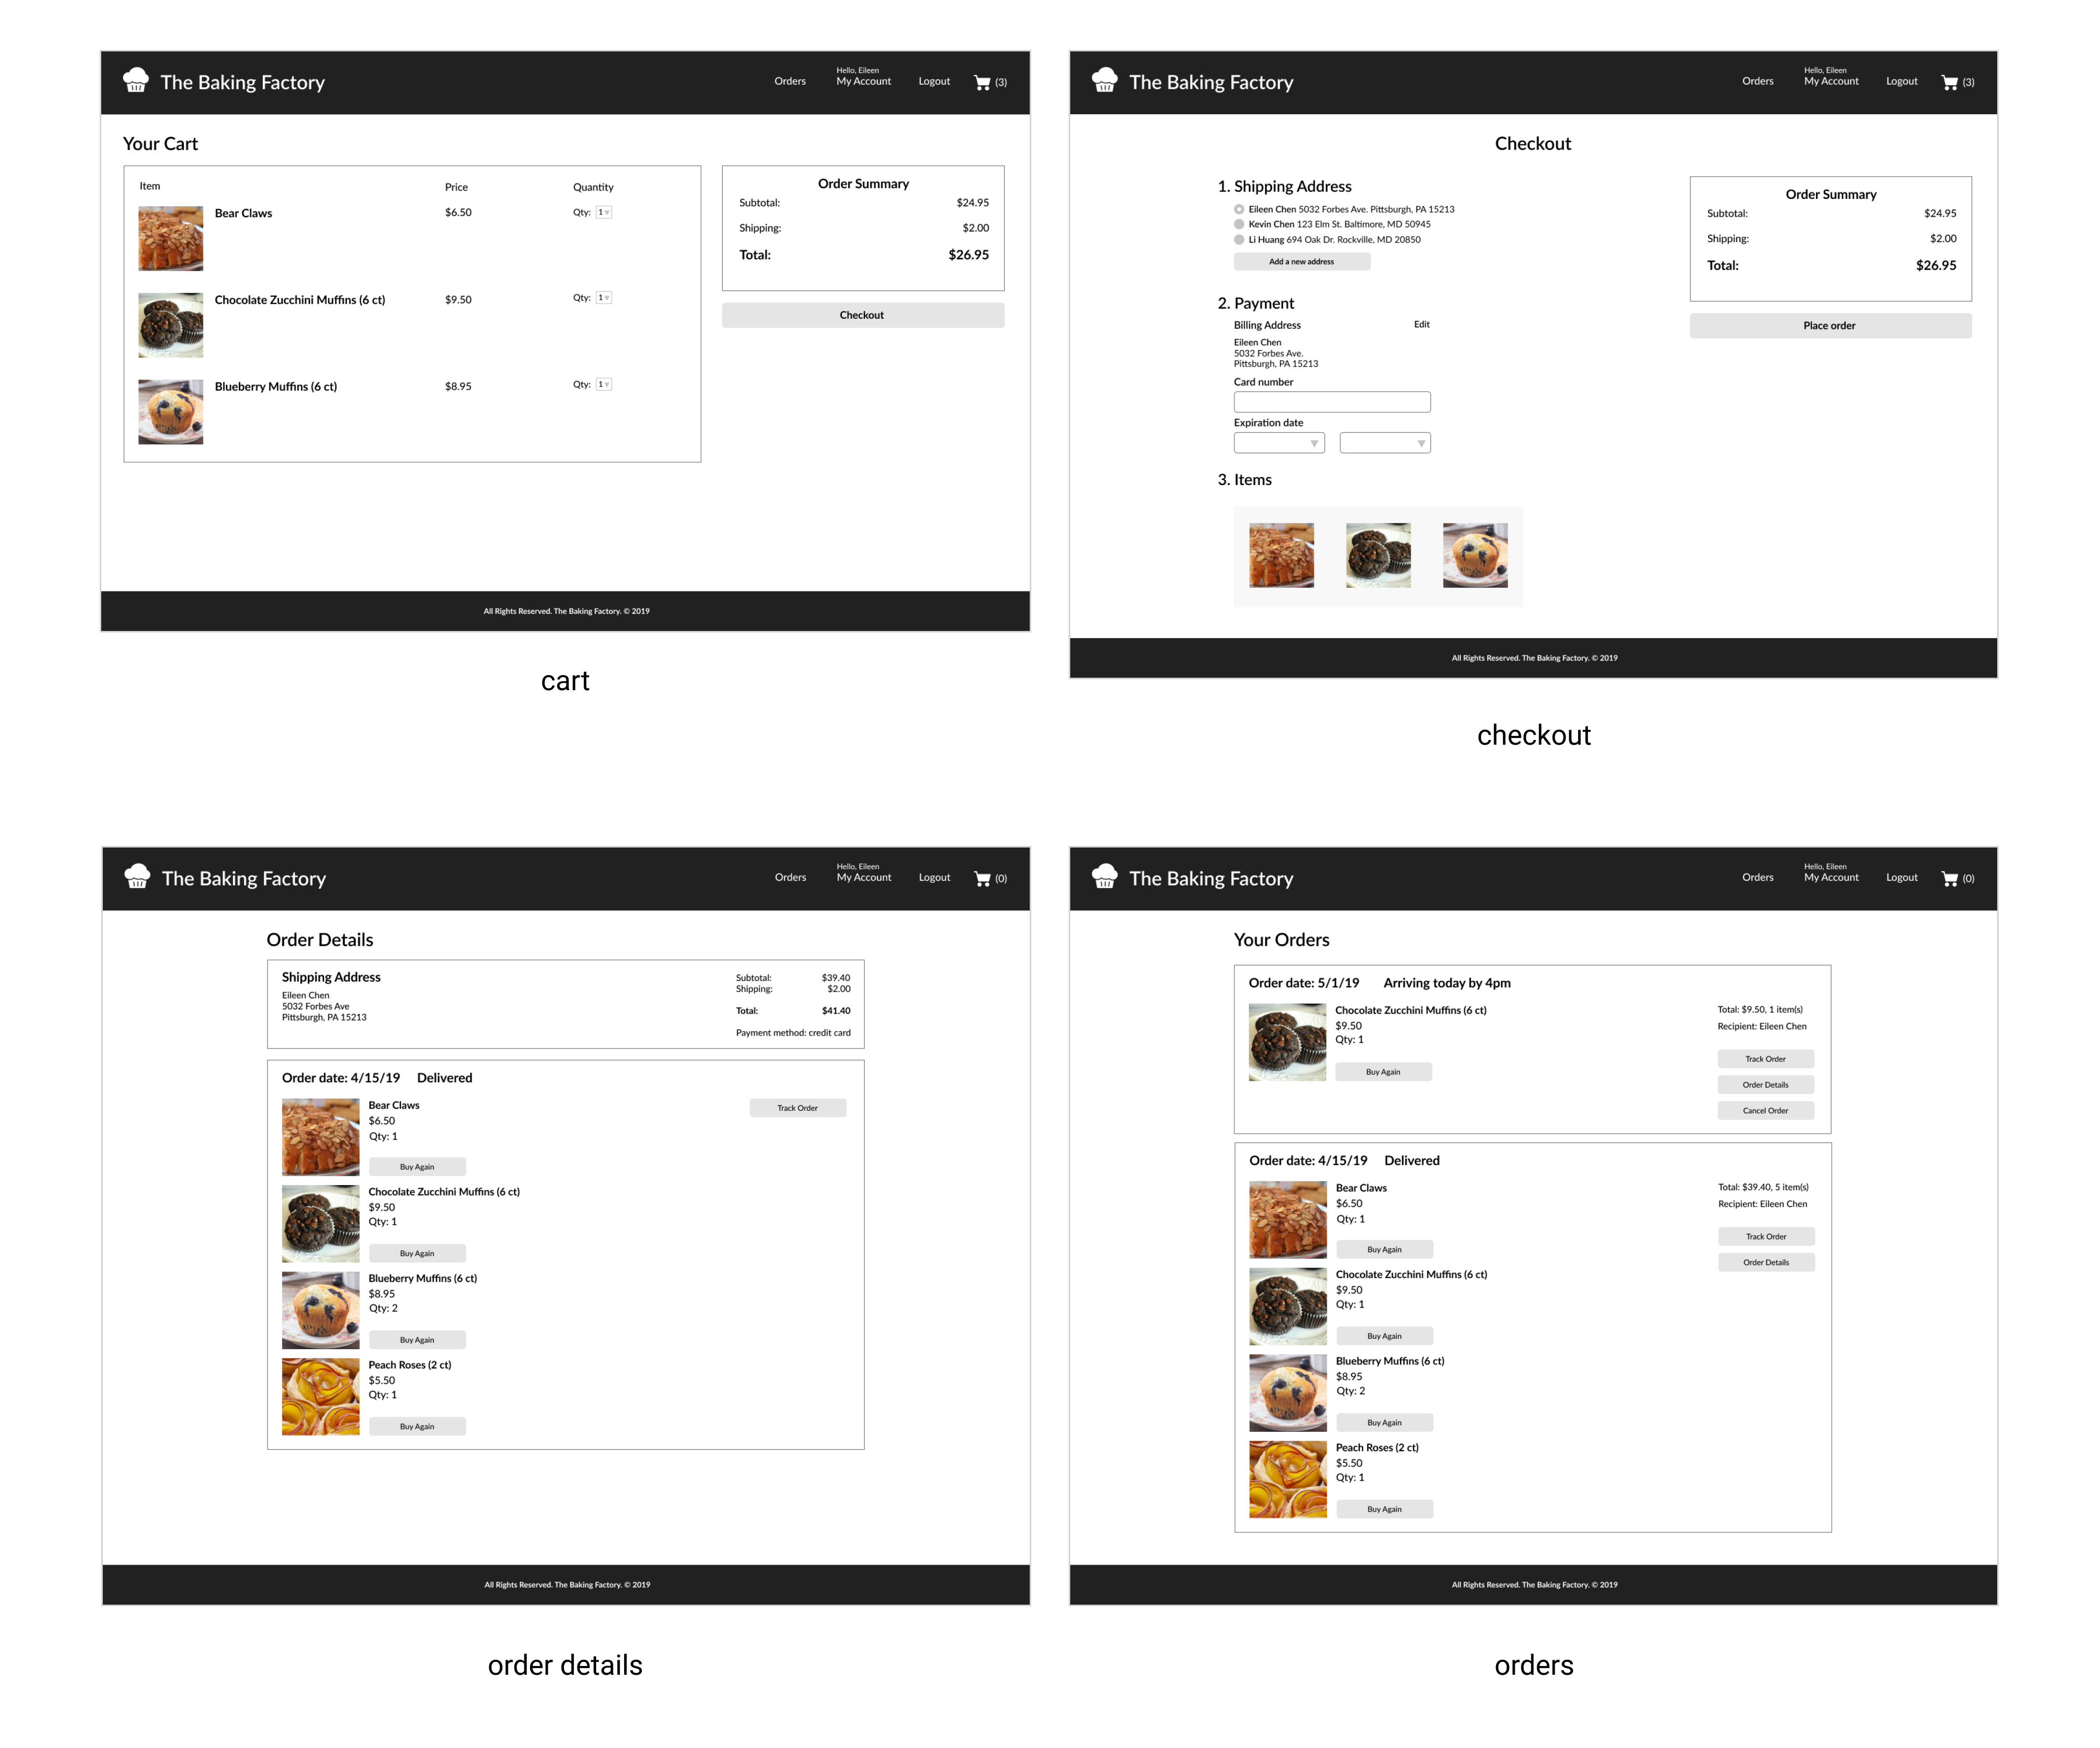 The Baking Factory
Orders
Hello, Eileen
My Account
Logout
(3)
Your Cart
Item Price Quantity
Bear Claws $6.50 Qty: 1
Chocolate Zucchini Muffins (6 ct) $9.50 Qty: 1
Blueberry Muffins (6 ct) $8.95 Qty: 1
Order Summary
Subtotal: $24.95
Shipping: $2.00
Total: $26.95
Checkout
All Rights Reserved. The Baking Factory. © 2019
cart
The Baking Factory
Orders
Hello, Eileen
My Account
Logout
(3)
Checkout
1. Shipping Address
Eileen Chen 5032 Forbes Ave. Pittsburgh, PA 15213
Kevin Chen 123 Elm St. Baltimore, MD 50945
Li Huang 694 Oak Dr. Rockville, MD 20850
Add a new address
2. Payment
Billing Address Edit
Eileen Chen
5032 Forbes Ave.
Pittsburgh, PA 15213
Card number
Expiration date
3. Items
Order Summary
Subtotal: $24.95
Shipping: $2.00
Total: $26.95
Place order
All Rights Reserved. The Baking Factory. © 2019
checkout
The Baking Factory
Orders
Hello, Eileen
My Account
Logout
(0)
Order Details
Shipping Address
Eileen Chen
5032 Forbes Ave
Pittsburgh, PA 15213
Subtotal: $39.40
Shipping: $2.00
Total: $41.40
Payment method: credit card
Order date: 4/15/19 Delivered
Bear Claws
$6.50
Qty: 1
Buy Again
Track Order
Chocolate Zucchini Muffins (6 ct)
$9.50
Qty: 1
Buy Again
Blueberry Muffins (6 ct)
$8.95
Qty: 2
Buy Again
Peach Roses (2 ct)
$5.50
Qty: 1
Buy Again
All Rights Reserved. The Baking Factory. © 2019
order details
The Baking Factory
Orders
Hello, Eileen
My Account
Logout
(0)
Your Orders
Order date: 5/1/19 Arriving today by 4pm
Chocolate Zucchini Muffins (6 ct)
$9.50
Qty: 1
Buy Again
Total: $9.50, 1 item(s)
Recipient: Eileen Chen
Track Order
Order Details
Cancel Order
Order date: 4/15/19 Delivered
Bear Claws
$6.50
Qty: 1
Buy Again
Total: $39.40, 5 item(s)
Recipient: Eileen Chen
Track Order
Order Details
Chocolate Zucchini Muffins (6 ct)
$9.50
Qty: 1
Buy Again
Blueberry Muffins (6 ct)
$8.95
Qty: 2
Buy Again
Peach Roses (2 ct)
$5.50
Qty: 1
Buy Again
All Rights Reserved. The Baking Factory. © 2019
orders